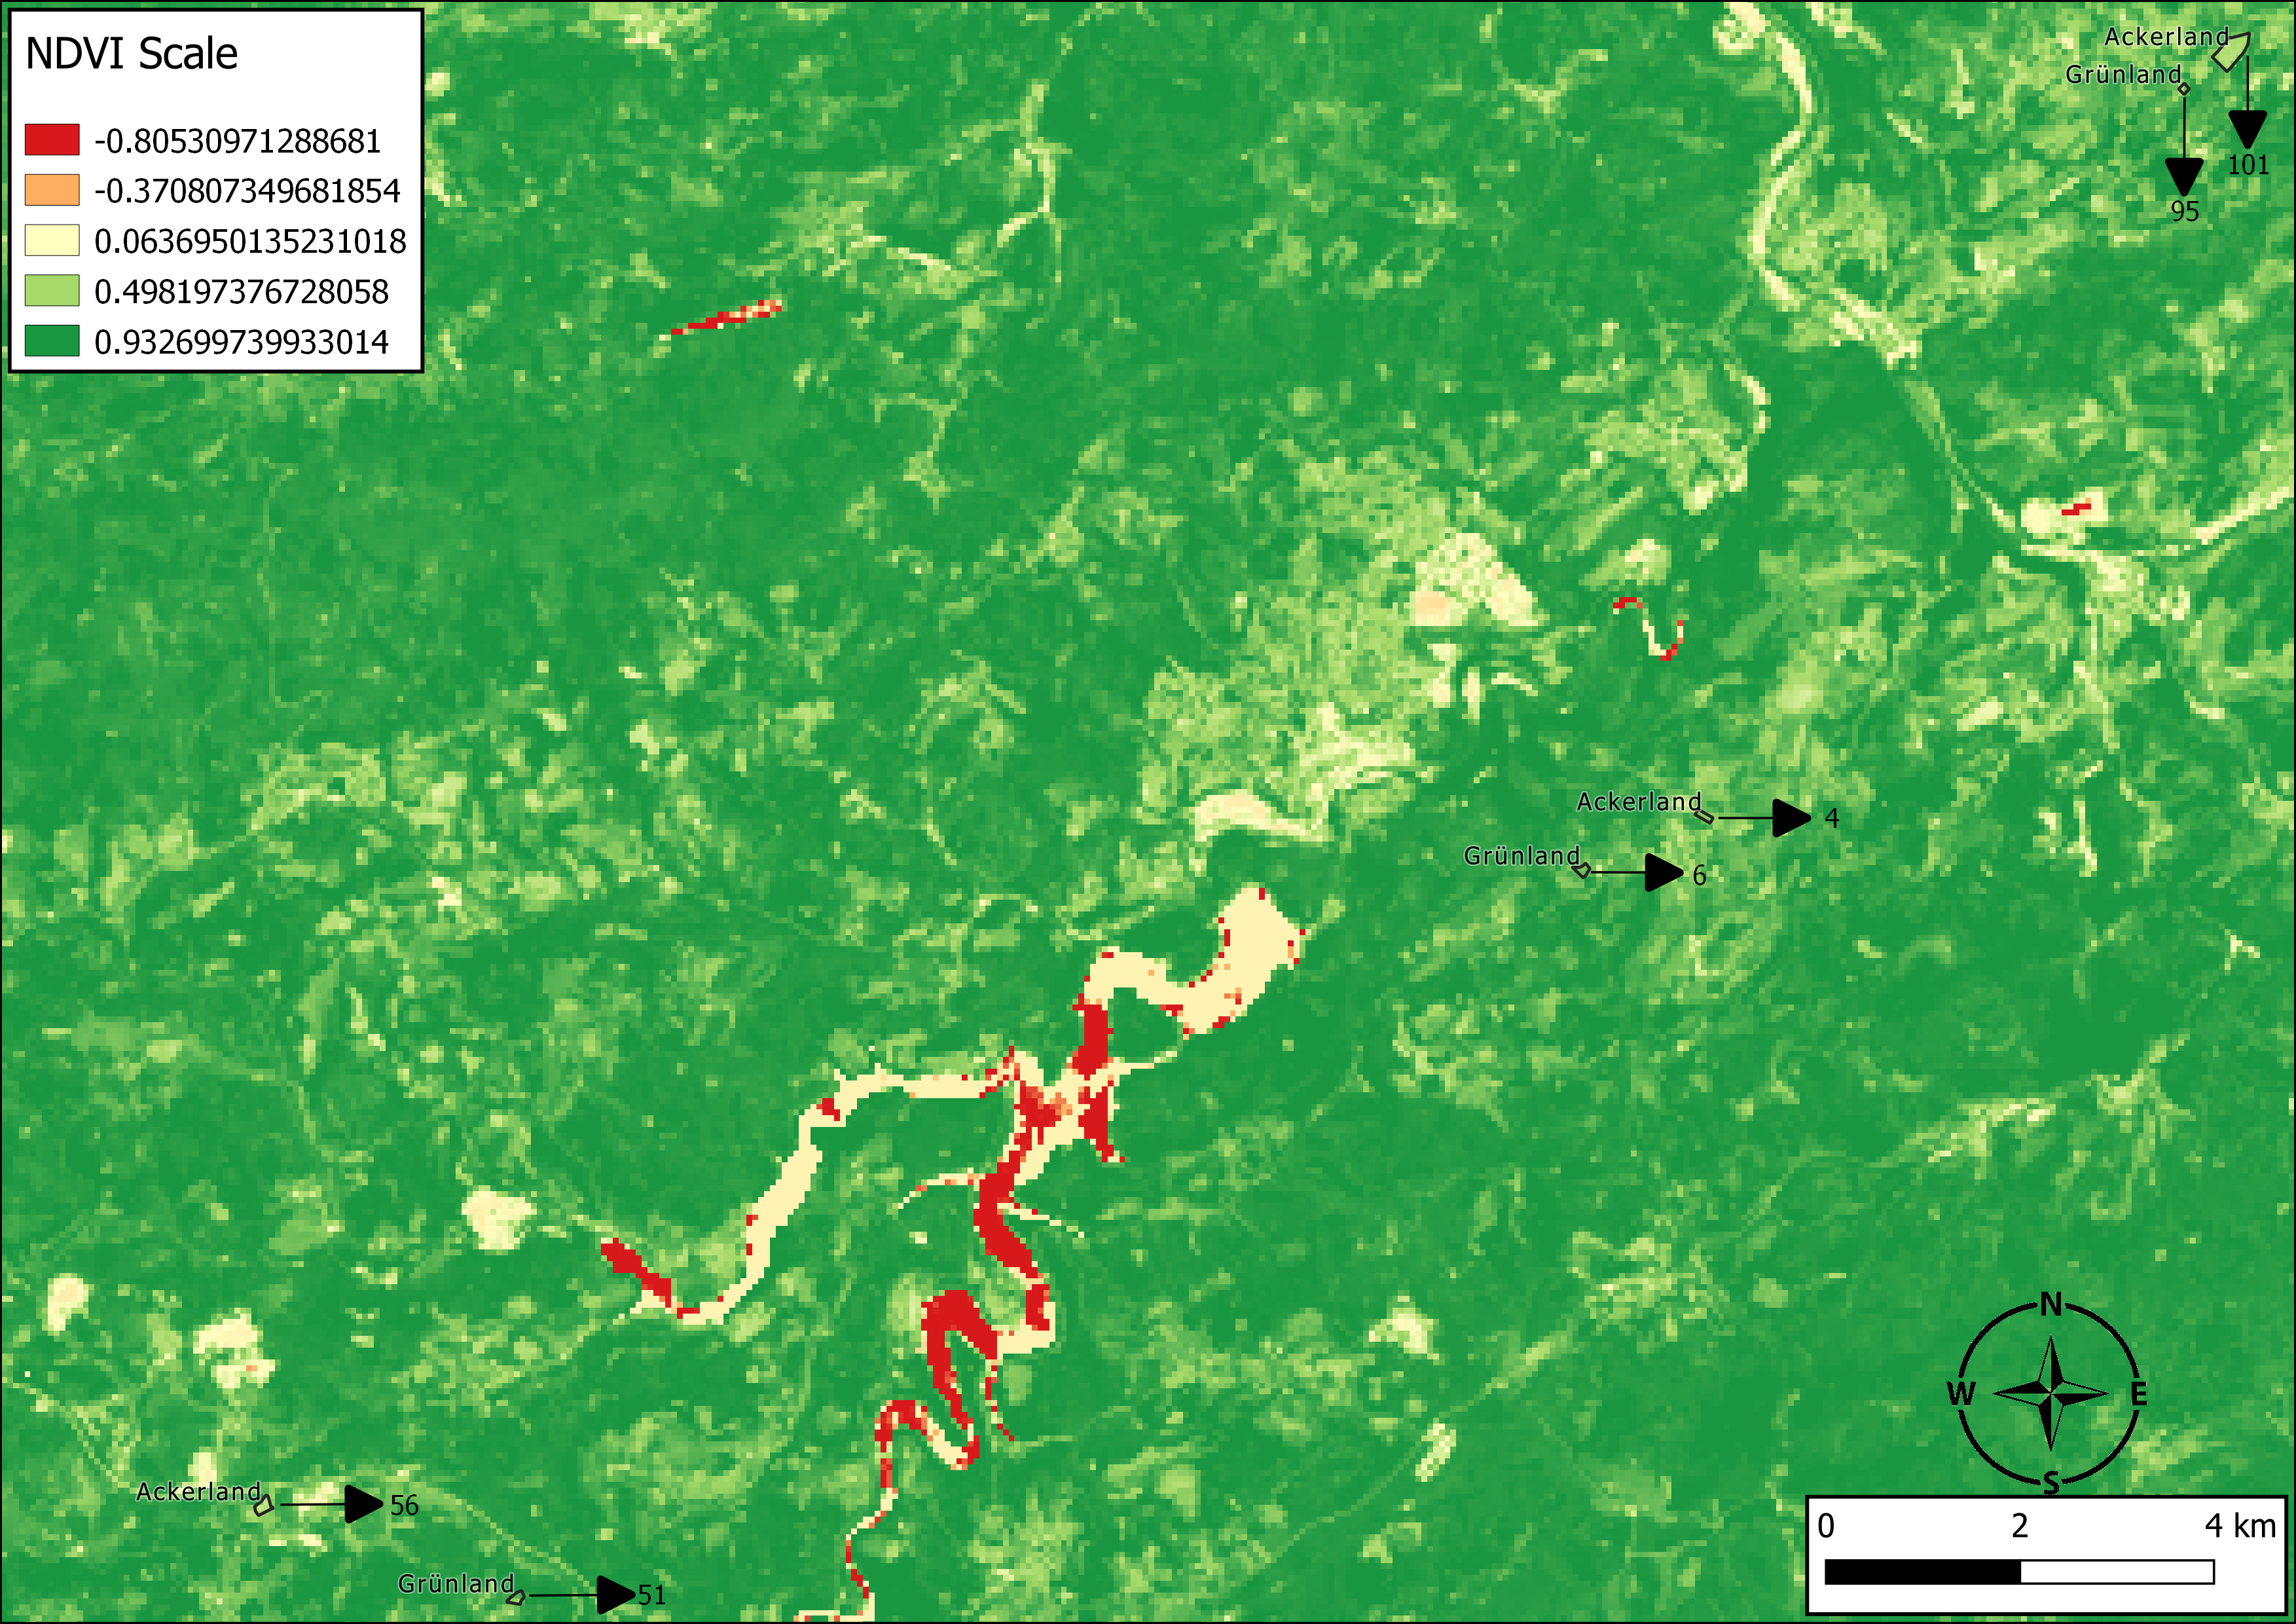 NDVI Scale
-0.80530971288681
-0.370807349681854
0.0636950135231018
0.498197376728058
0.932699739933014
Ackerland
Grünland
101
95
Ackerland
4
Grünland
6
N
W
E
S
Ackerland
56
0 2 4 km
Grünland
51